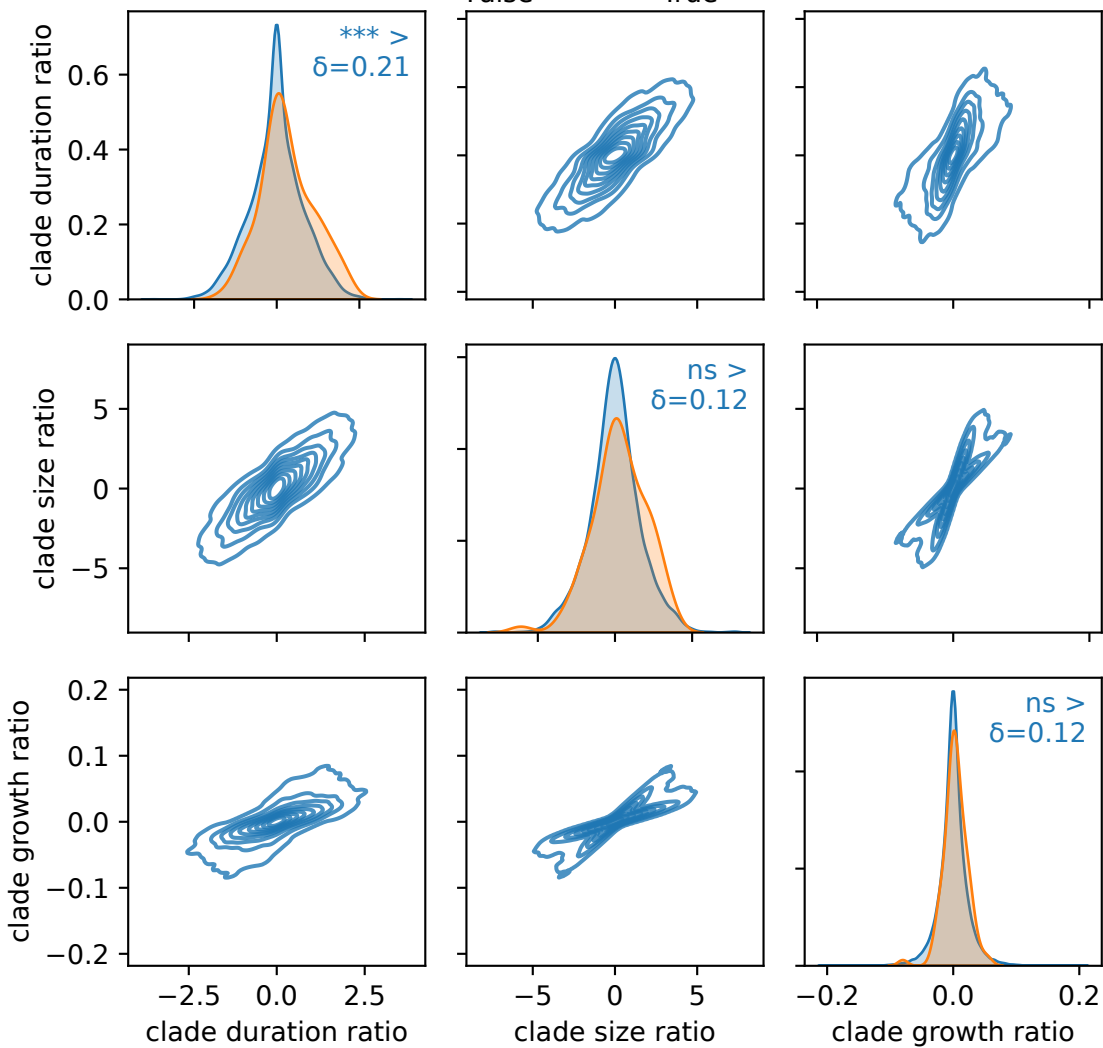 False True
clade duration ratio
0.6
0.4
0.2
0.0
*** >
δ=0.21
clade size ratio
5
0
−5
ns >
δ=0.12
clade growth ratio
0.2
0.1
0.0
−0.1
−0.2
ns >
δ=0.12
−2.5 0.0 2.5
−5 0 5
−0.2 0.0 0.2
clade duration ratio
clade size ratio
clade growth ratio